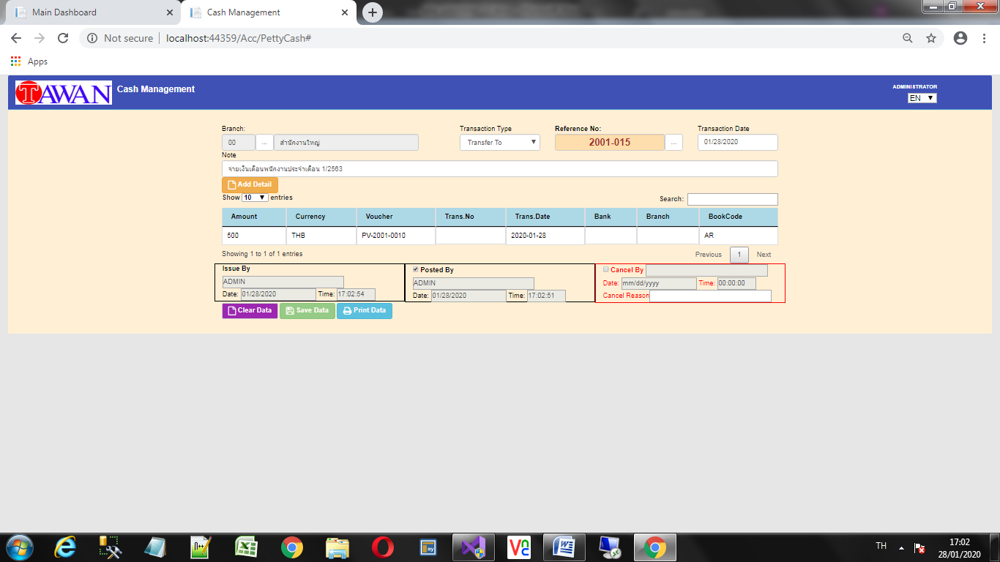 Main Dashboard
Cash Management
Not secure
localhost:44359/Acc/PettyCash#
Apps
TAWAN
Cash Management
ADMINISTRATOR
EN
Branch:
Transaction Type
Reference No:
Transaction Date
00
...
สำนักงานใหญ่
Transfer To
2001-015
...
01/28/2020
Note
จ่ายเงินเดือนพนักงานประจำเดือน 1/2563
Add Detail
Show 10 entries
Search:
Amount Currency Voucher Trans.No Trans.Date Bank Branch BookCode
500 THB PV-2001-0010 2020-01-28 AR
Showing 1 to 1 of 1 entries
Previous 1 Next
Issue By
ADMIN
Date: 01/28/2020 Time: 17:02:54
Posted By
ADMIN
Date: 01/28/2020 Time: 17:02:51
Cancel By
Date: mm/dd/yyyy Time: 00:00:00
Cancel Reason
Clear Data
Save Data
Print Data
TH
17:02
28/01/2020